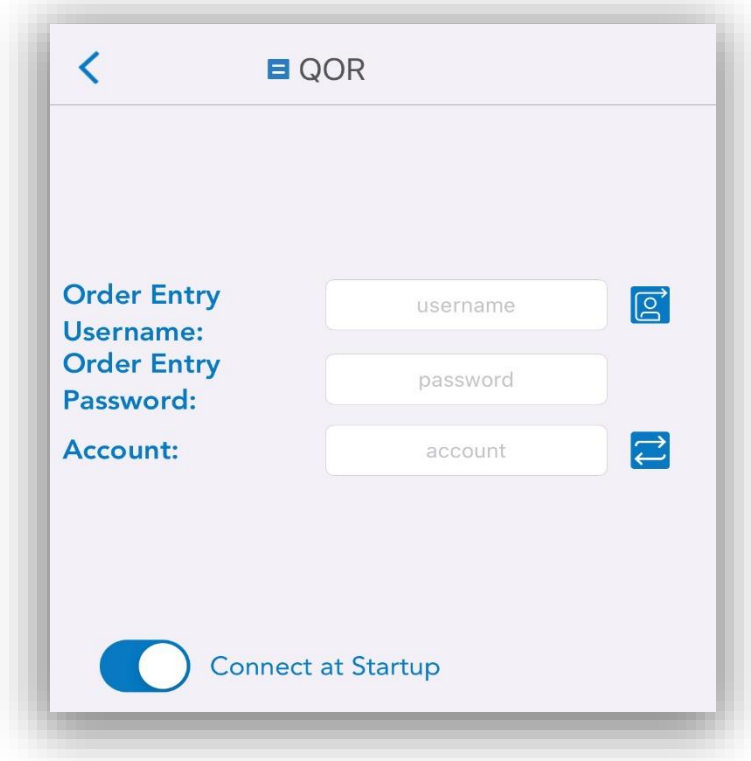 QOR
Order Entry
Username:
username
Order Entry
Password:
password
Account:
account
Connect at Startup